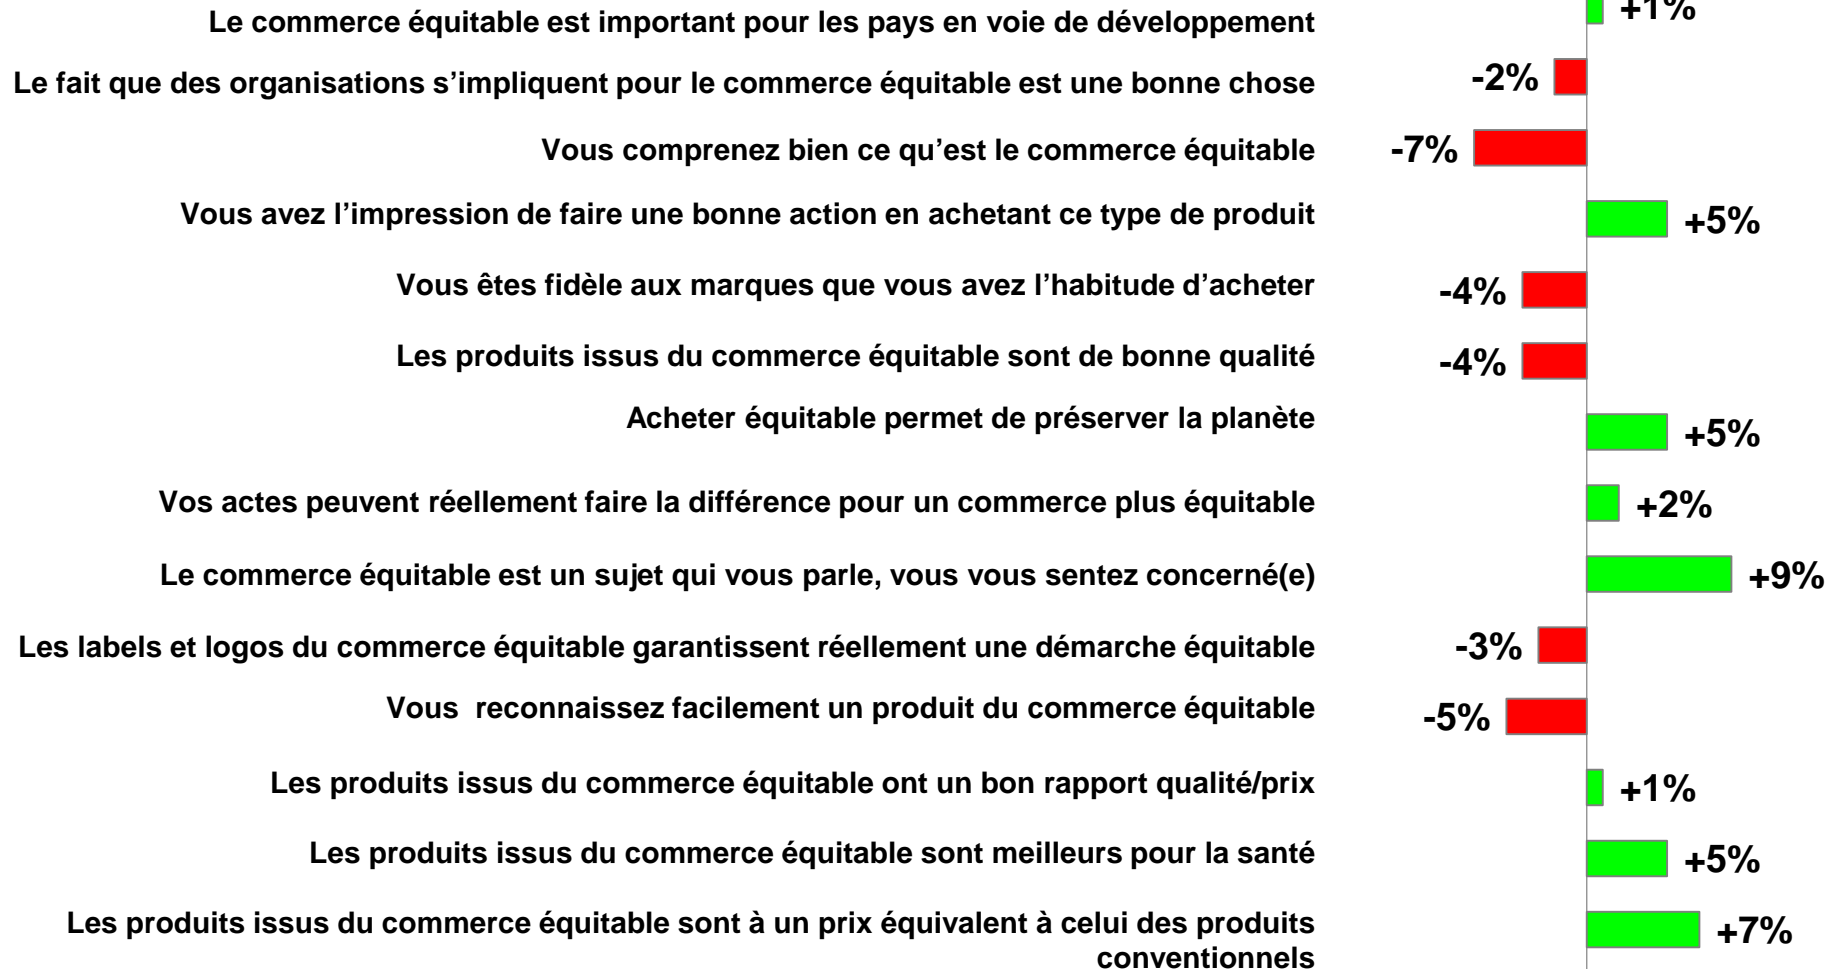 Le commerce équitable est important pour les pays en voie de développement +1%
Le fait que des organisations s’impliquent pour le commerce équitable est une bonne chose -2%
Vous comprenez bien ce qu’est le commerce équitable -7%
Vous avez l’impression de faire une bonne action en achetant ce type de produit +5%
Vous êtes fidèle aux marques que vous avez l’habitude d’acheter -4%
Les produits issus du commerce équitable sont de bonne qualité -4%
Acheter équitable permet de préserver la planète +5%
Vos actes peuvent réellement faire la différence pour un commerce plus équitable +2%
Le commerce équitable est un sujet qui vous parle, vous vous sentez concerné(e) +9%
Les labels et logos du commerce équitable garantissent réellement une démarche équitable -3%
Vous  reconnaissez facilement un produit du commerce équitable -5%
Les produits issus du commerce équitable ont un bon rapport qualité/prix +1%
Les produits issus du commerce équitable sont meilleurs pour la santé +5%
Les produits issus du commerce équitable sont à un prix équivalent à celui des produits +7%
conventionnels